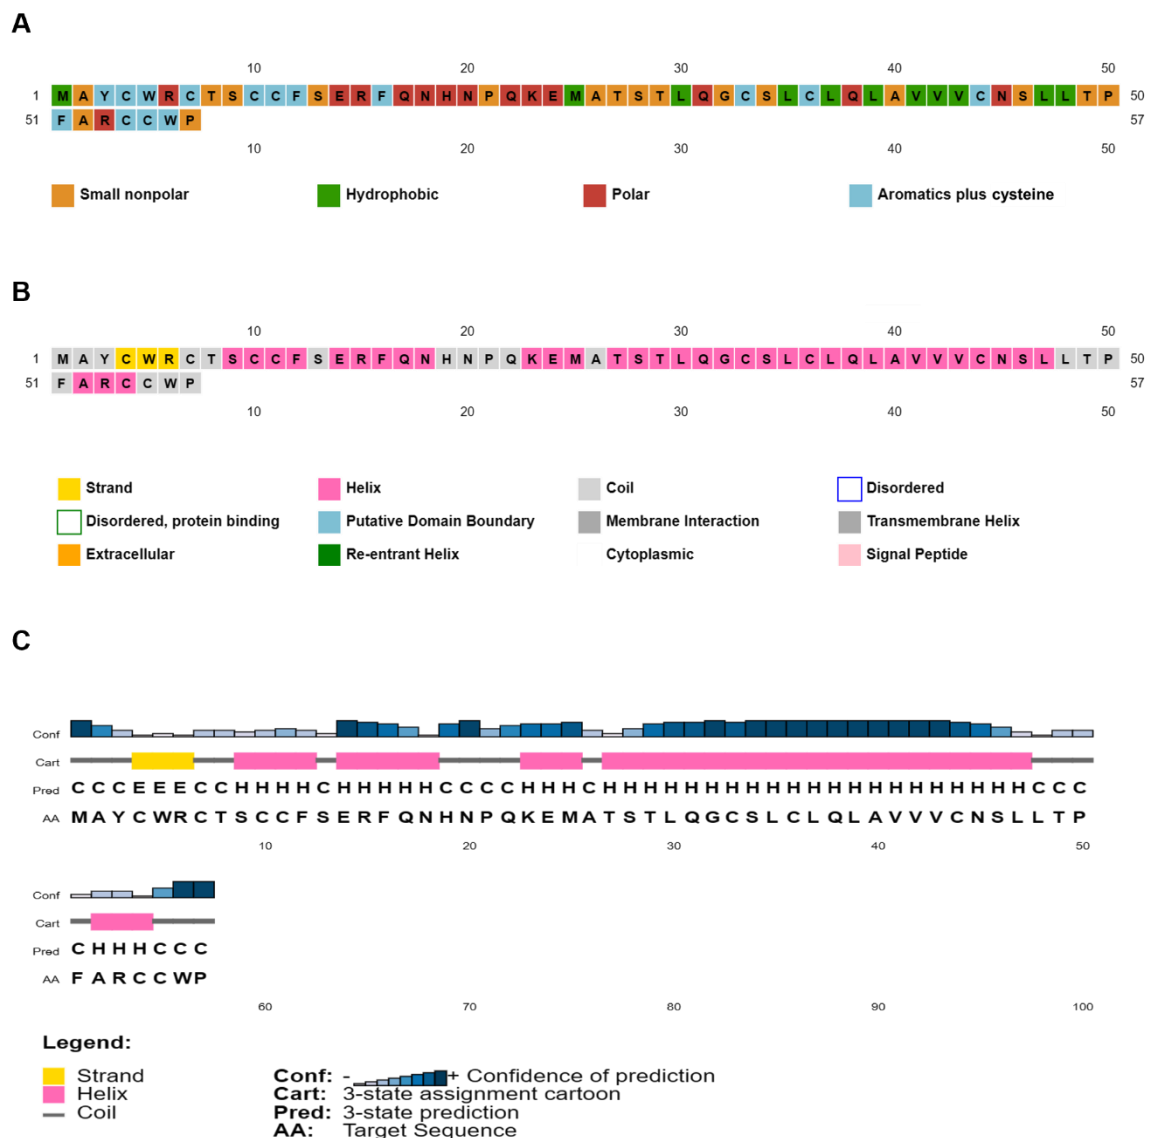 A
10 20 30 40 50
1 M A Y C W R C T S C C F S E R F Q N H N P Q K E M A T S T L Q G C S L C L Q L A V V V C N S L L T P 50
51 F A R C C W P 57
10 20 30 40 50
Small nonpolar Hydrophobic Polar Aromatics plus cysteine
B
10 20 30 40 50
1 M A Y C W R C T S C C F S E R F Q N H N P Q K E M A T S T L Q G C S L C L Q L A V V V C N S L L T P 50
51 F A R C C W P 57
10 20 30 40 50
Strand Helix Coil Disordered
Disordered, protein binding Putative Domain Boundary Membrane Interaction Transmembrane Helix
Extracellular Re-entrant Helix Cytoplasmic Signal Peptide
C
Conf
Cart
Pred C C C E E E C C H H H H C H H H H H C C C C H H H C H H H H H H H H H H H H H H H H H H H H H C C C
AA M A Y C W R C T S C C F S E R F Q N H N P Q K E M A T S T L Q G C S L C L Q L A V V V C N S L L T P
10 20 30 40 50
Conf
Cart
Pred C H H H C C C
AA F A R C C W P
60 70 80 90 100
Legend:
Strand Conf: - + Confidence of prediction
Helix Cart: 3-state assignment cartoon
Coil Pred: 3-state prediction
AA: Target Sequence